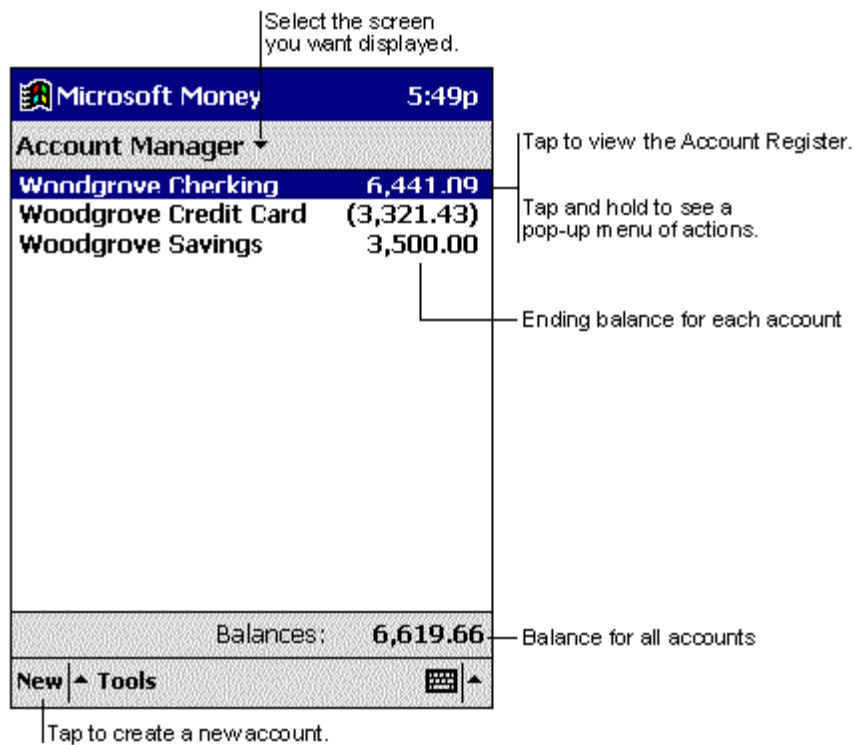 Select the screen
you want displayed.
Microsoft Money 5:49p
Account Manager
Tap to view the Account Register.
Woodgrove Checking 6,441.09
Woodgrove Credit Card (3,321.43)
Woodgrove Savings 3,500.00
Tap and hold to see a
pop-up menu of actions.
Ending balance for each account
Balances: 6,619.66
Balance for all accounts
New Tools
Tap to create a new account.